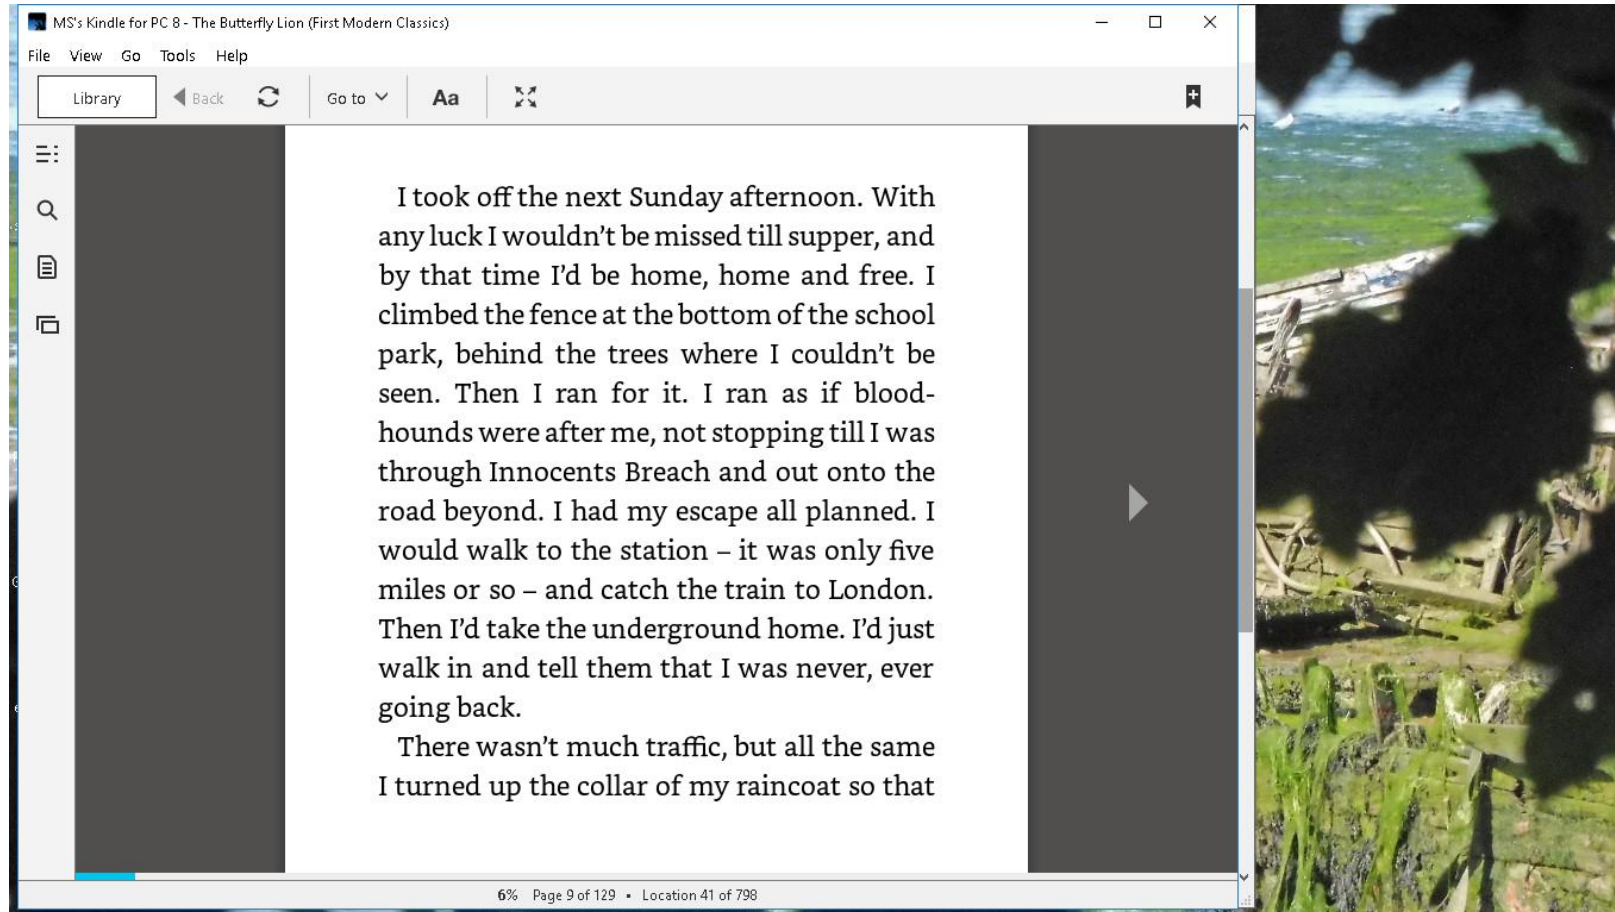 MS's Kindle for PC 8 - The Butterfly Lion (First Modern Classics)
File View Go Tools Help
Library Back Go to Aa
I took off the next Sunday afternoon. With
any luck I wouldn’t be missed till supper, and
by that time I’d be home, home and free. I
climbed the fence at the bottom of the school
park, behind the trees where I couldn’t be
seen. Then I ran for it. I ran as if blood-
hounds were after me, not stopping till I was
through Innocents Breach and out onto the
road beyond. I had my escape all planned. I
would walk to the station – it was only five
miles or so – and catch the train to London.
Then I’d take the underground home. I’d just
walk in and tell them that I was never, ever
going back.
There wasn’t much traffic, but all the same
I turned up the collar of my raincoat so that
6% Page 9 of 129 • Location 41 of 798